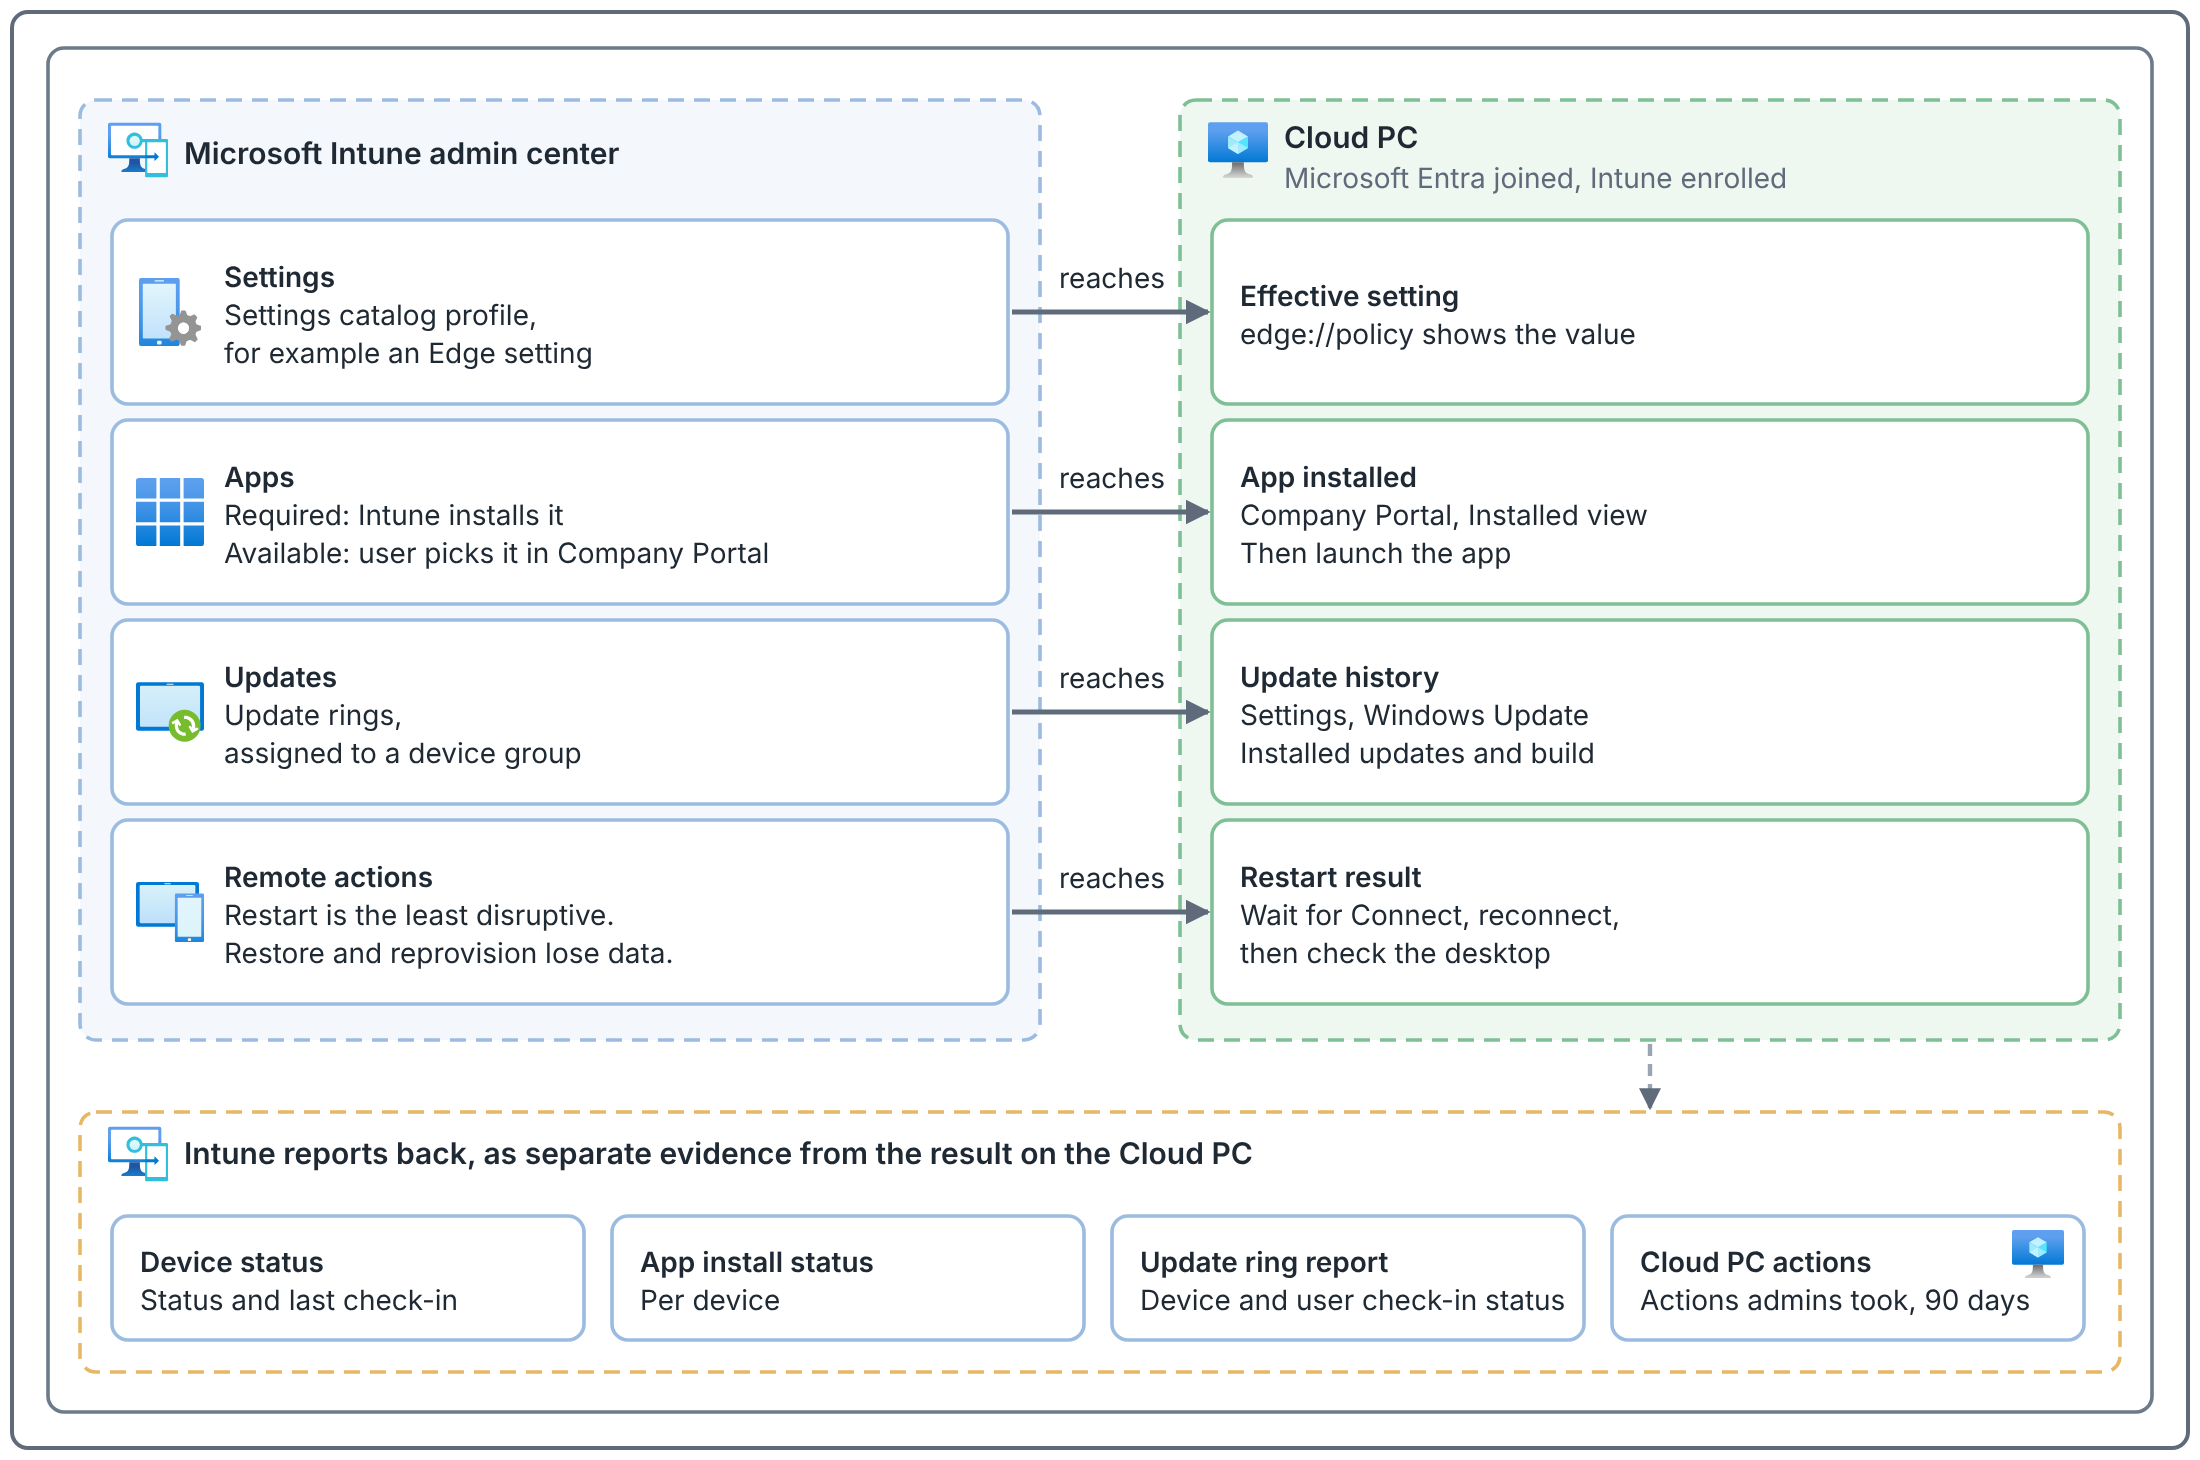 Microsoft Intune admin center
Settings
Settings catalog profile,
for example an Edge setting
Apps
Required: Intune installs it
Available: user picks it in Company Portal
Updates
Update rings,
assigned to a device group
Remote actions
Restart is the least disruptive.
Restore and reprovision lose data.
reaches
reaches
reaches
reaches
Cloud PC
Microsoft Entra joined, Intune enrolled
Effective setting
edge://policy shows the value
App installed
Company Portal, Installed view
Then launch the app
Update history
Settings, Windows Update
Installed updates and build
Restart result
Wait for Connect, reconnect,
then check the desktop
Intune reports back, as separate evidence from the result on the Cloud PC
Device status
Status and last check-in
App install status
Per device
Update ring report
Device and user check-in status
Cloud PC actions
Actions admins took, 90 days